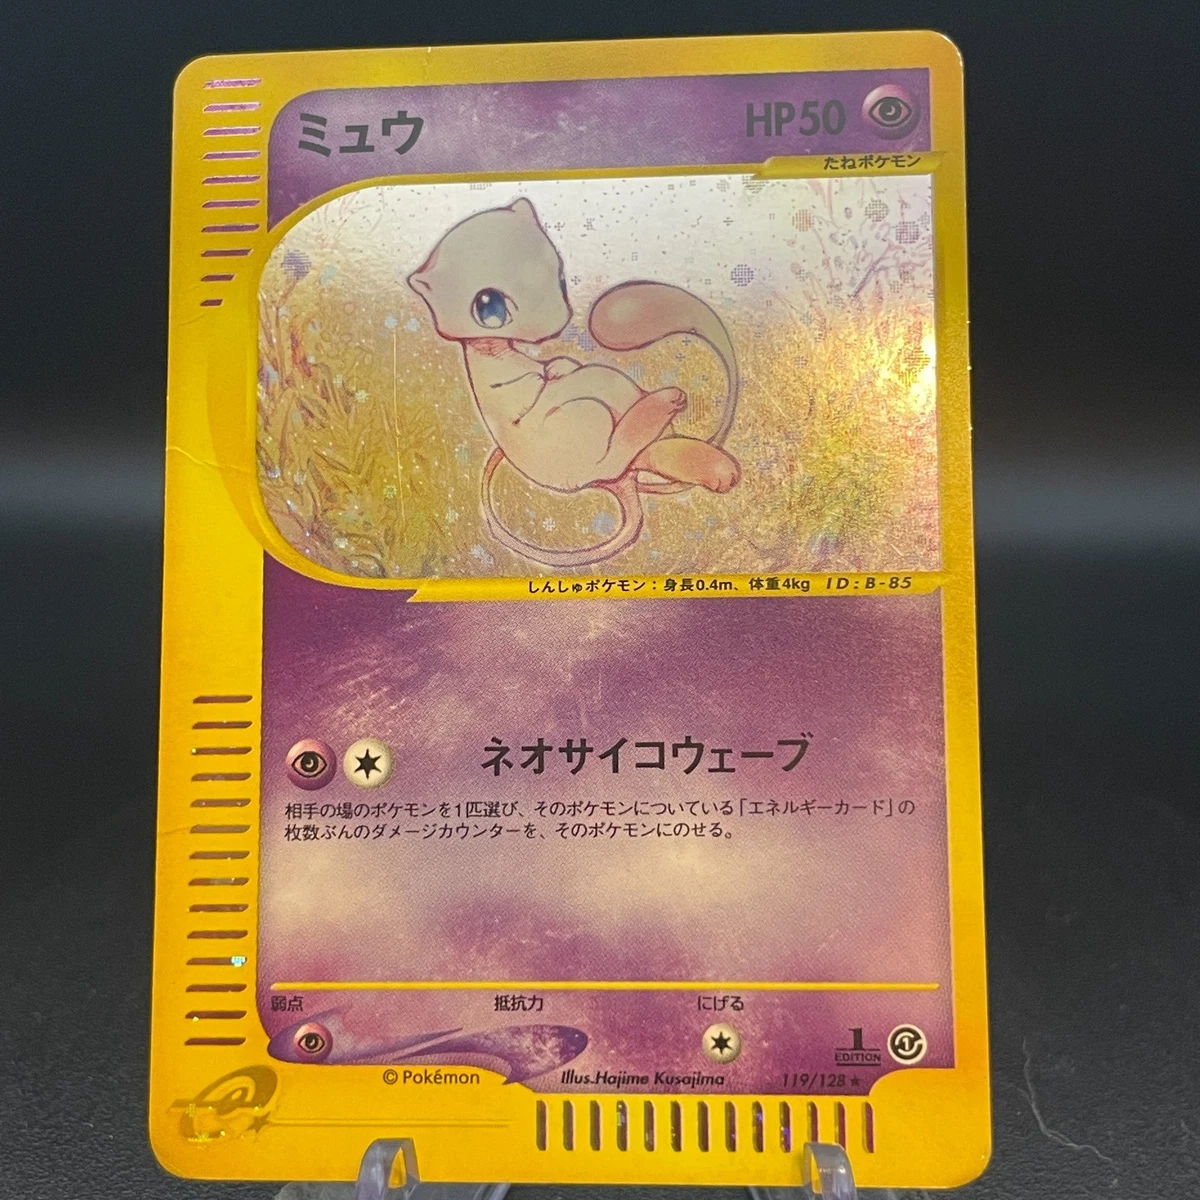 ミュウ HP50
たねポケモン
しんしゅポケモン：身長0.4m、体重4kg ID:B-85
ネオサイコウェーブ
相手の場のポケモンを1匹選び、そのポケモンについている「エネルギーカード」の
枚数ぶんのダメージカウンターを、そのポケモンにのせる。
弱点 抵抗力 にげる
1
EDITION
© Pokémon Illus.Hajime Kusajima 119/128★